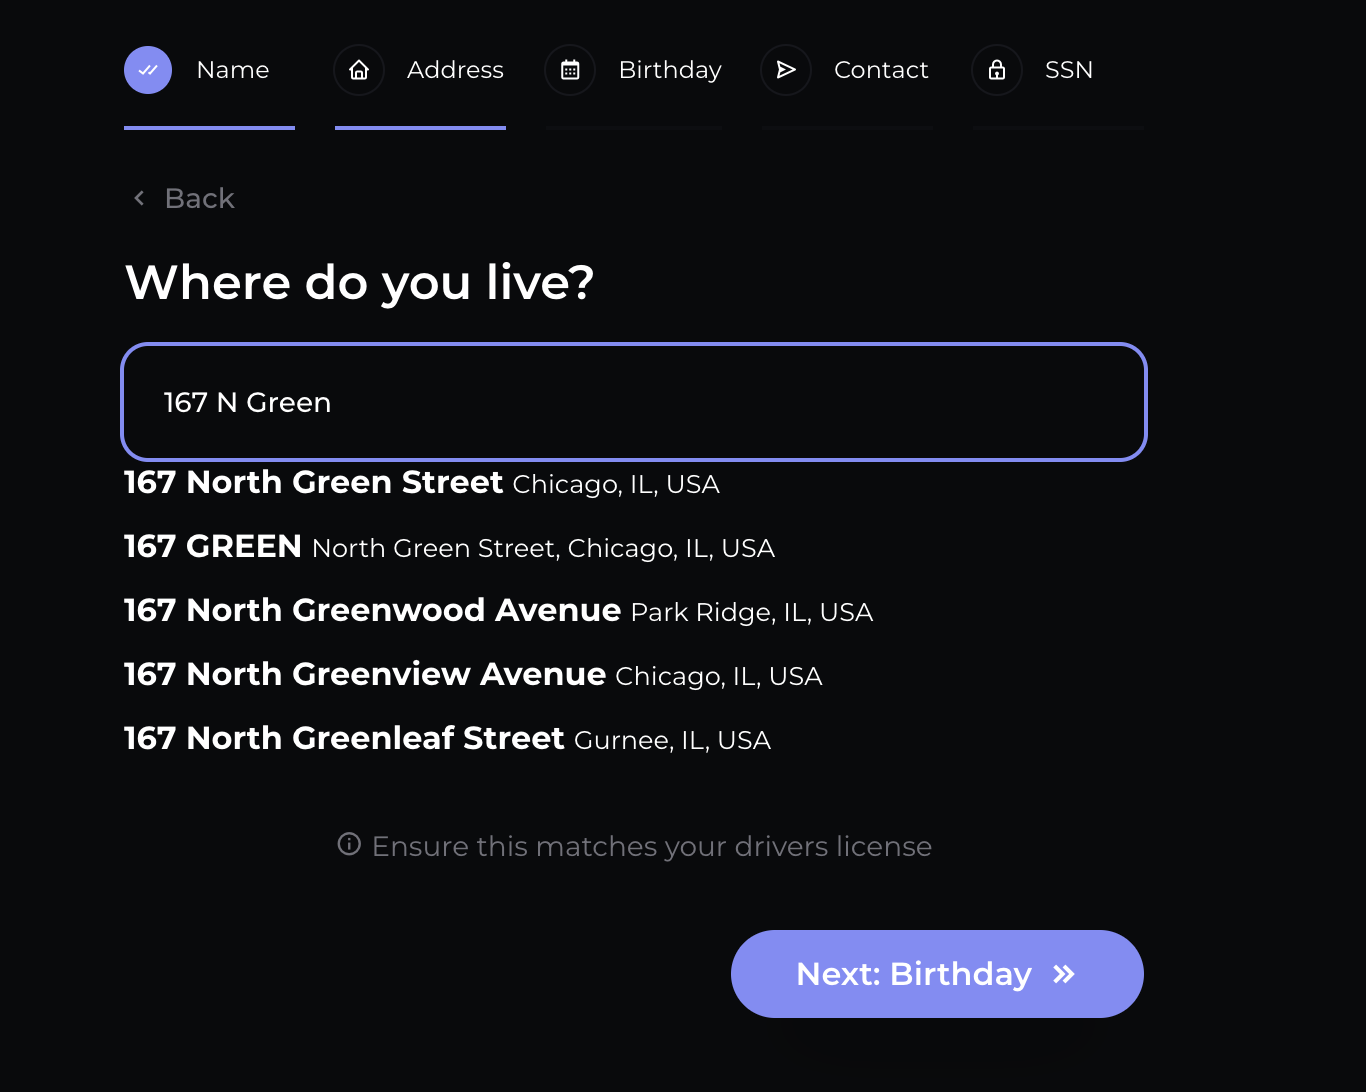 Name Address Birthday Contact SSN
Back
Where do you live?
167 N Green
167 North Green Street Chicago, IL, USA
167 GREEN North Green Street, Chicago, IL, USA
167 North Greenwood Avenue Park Ridge, IL, USA
167 North Greenview Avenue Chicago, IL, USA
167 North Greenleaf Street Gurnee, IL, USA
Ensure this matches your drivers license
Next: Birthday